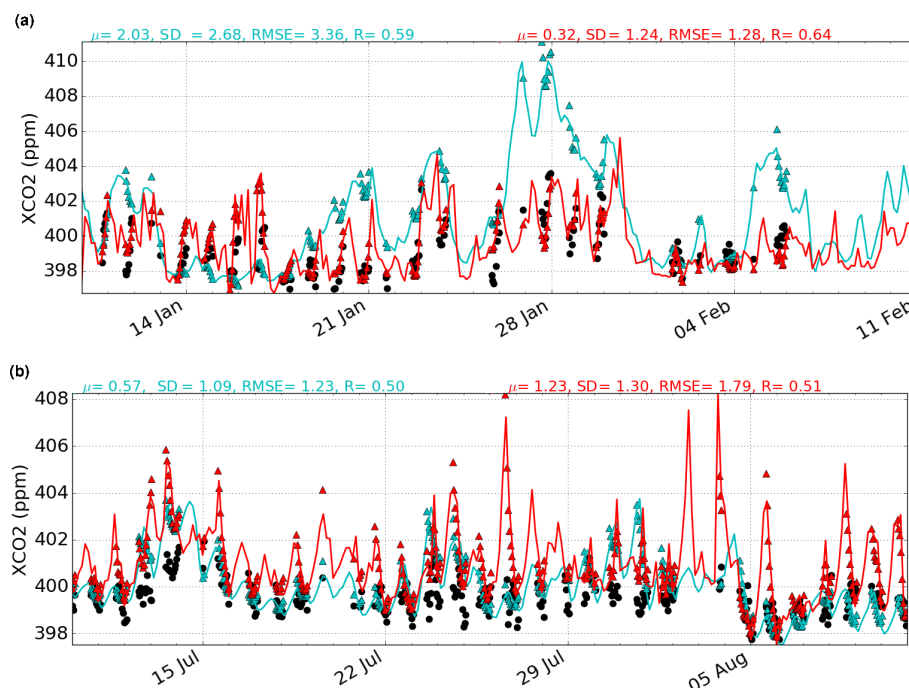 (a)
μ= 2.03, SD = 2.68, RMSE= 3.36, R= 0.59 μ= 0.32, SD= 1.24, RMSE= 1.28, R= 0.64
410
408
406
404
402
400
398
XCO2 (ppm)
14 Jan 21 Jan 28 Jan 04 Feb 11 Feb
(b)
μ= 0.57, SD= 1.09, RMSE= 1.23, R= 0.50 μ= 1.23, SD= 1.30, RMSE= 1.79, R= 0.51
408
406
404
402
400
398
XCO2 (ppm)
15 Jul 22 Jul 29 Jul 05 Aug